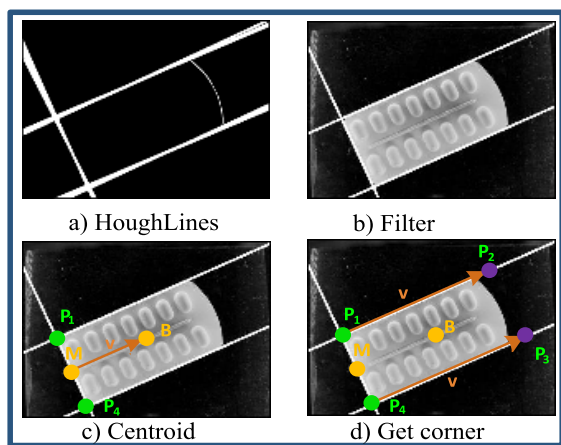 a) HoughLines
b) Filter
P1
M
v
B
P4
c) Centroid
P2
v
P1
B
M
P3
v
P4
d) Get corner